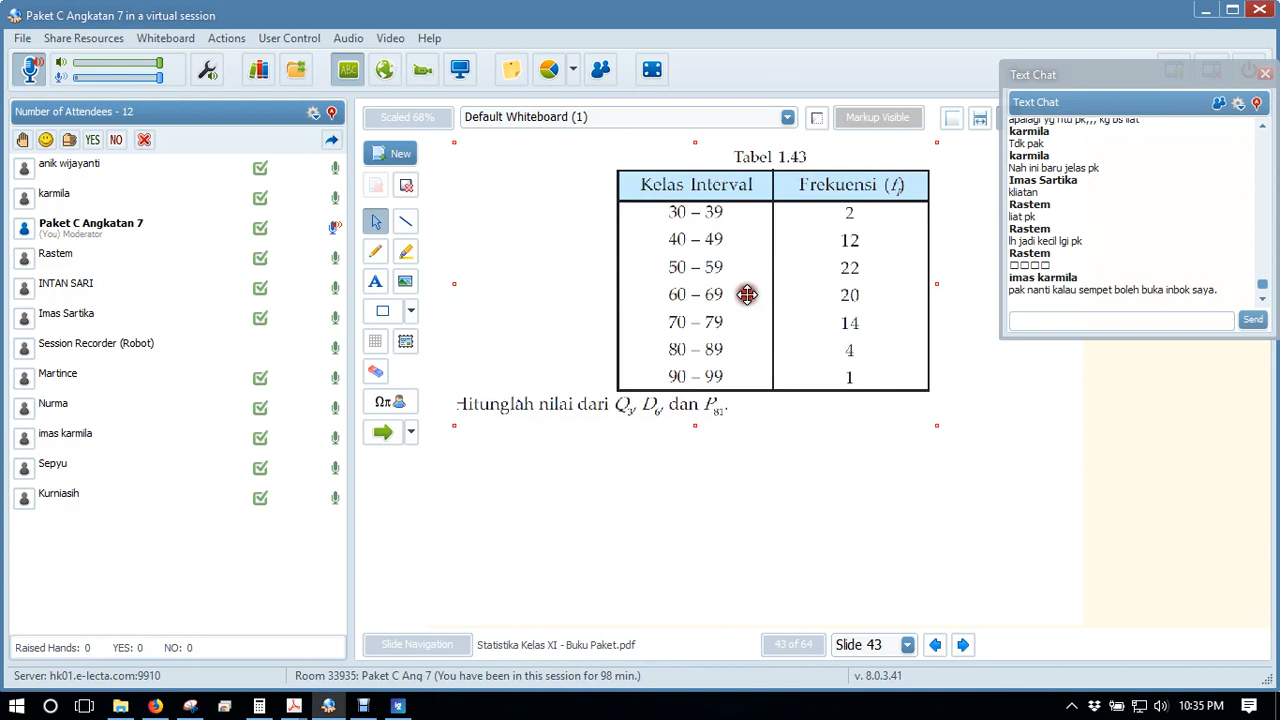 Paket C Angkatan 7 in a virtual session
File Share Resources Whiteboard Actions User Control Audio Video Help
ABC
Text Chat
Number of Attendees - 12
Scaled 68%
Default Whiteboard (1)
Markup Visible
Text Chat
YES NO
New
anik wijayanti
karmila
Paket C Angkatan 7
(You) Moderator
Rastem
INTAN SARI
Imas Sartika
Session Recorder (Robot)
Martince
Nurma
imas karmila
Sepyu
Kurniasih
A
Ωπ
Tabel 1.43
Kelas Interval Frekuensi (fi)
30 – 39 2
40 – 49 12
50 – 59 22
60 – 69 20
70 – 79 14
80 – 89 4
90 – 99 1
Hitunglah nilai dari Q3, D6, dan P81.
karmila
Tdk pak
karmila
Nah ini baru jelas pk
Imas Sartika
kliatan
Rastem
liat pk
Rastem
lh jadi kecil lgi pk
Rastem
imas karmila
pak nanti kalau sempet boleh buka inbok saya.
Send
Raised Hands: 0 YES: 0 NO: 0
Slide Navigation
Statistika Kelas XI - Buku Paket.pdf
43 of 64
Slide 43
Server: hk01.e-lecta.com:9910
Room 33935: Paket C Ang 7 (You have been in this session for 98 min.)
v. 8.0.3.41
10:35 PM